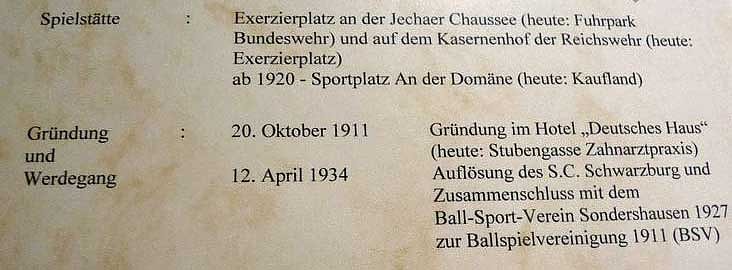 Spielstätte : Exerzierplatz an der Jechaer Chaussee (heute: Fuhrpark
Bundeswehr) und auf dem Kasernenhof der Reichswehr (heute:
Exerzierplatz)
ab 1920 - Sportplatz An der Domäne (heute: Kaufland)
Gründung : 20. Oktober 1911 Gründung im Hotel „Deutsches Haus“
und (heute: Stubengasse Zahnarztpraxis)
Werdegang 12. April 1934 Auflösung des S.C. Schwarzburg und
Zusammenschluss mit dem
Ball-Sport-Verein Sondershausen 1927
zur Ballspielvereinigung 1911 (BSV)